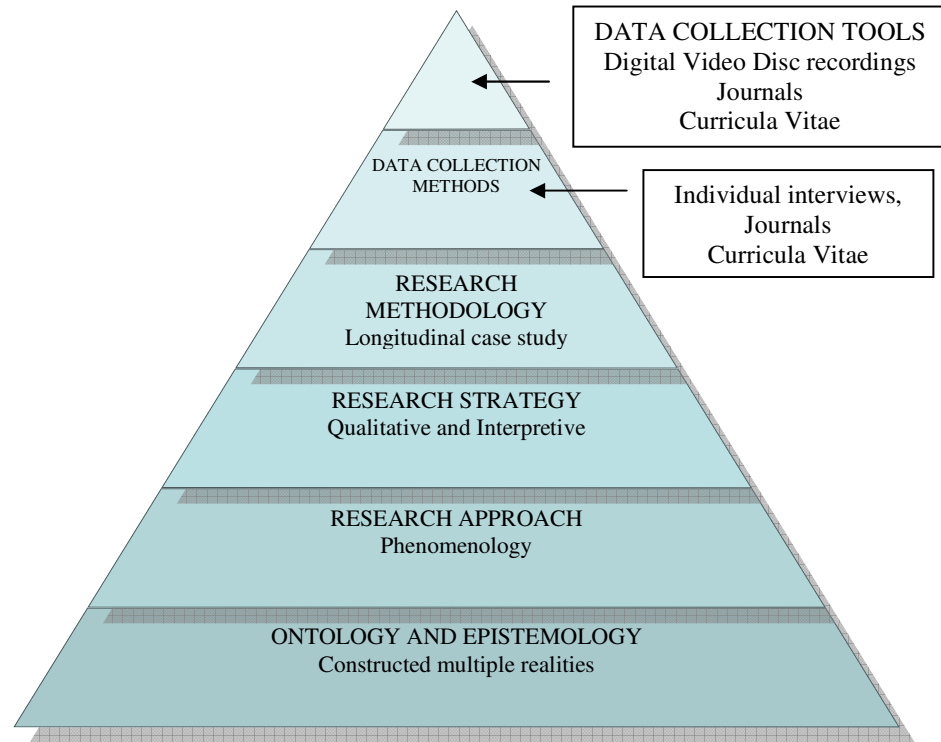 DATA COLLECTION TOOLS
Digital Video Disc recordings
Journals
Curricula Vitae
DATA COLLECTION
METHODS
Individual interviews,
Journals
Curricula Vitae
RESEARCH
METHODOLOGY
Longitudinal case study
RESEARCH STRATEGY
Qualitative and Interpretive
RESEARCH APPROACH
Phenomenology
ONTOLOGY AND EPISTEMOLOGY
Constructed multiple realities